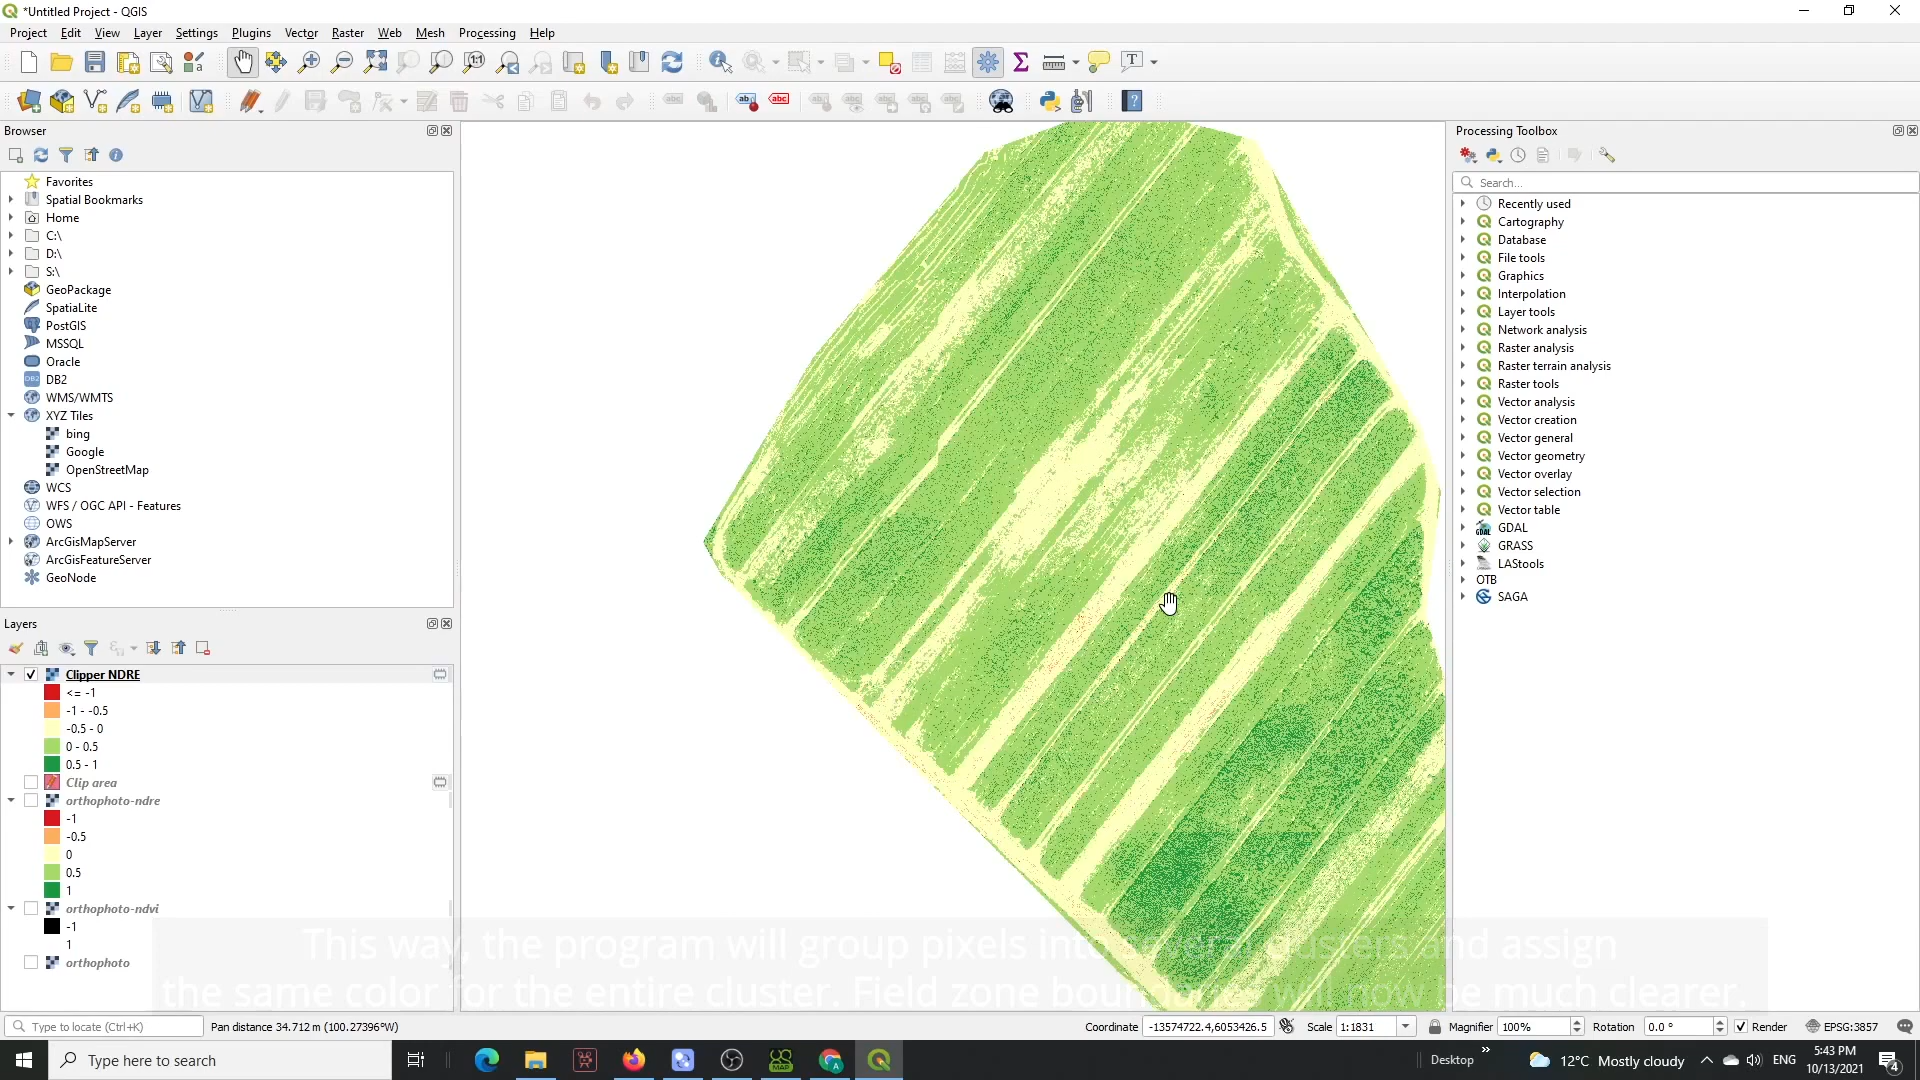 *Untitled Project - QGIS
Project Edit View Layer Settings Plugins Vector Raster Web Mesh Processing Help
Browser
Favorites
Spatial Bookmarks
Home
C:\
D:\
S:\
GeoPackage
SpatiaLite
PostGIS
MSSQL
Oracle
DB2
WMS/WMTS
XYZ Tiles
bing
Google
OpenStreetMap
WCS
WFS / OGC API - Features
OWS
ArcGisMapServer
ArcGisFeatureServer
GeoNode
Layers
Clipper NDRE
<= -1
-1 - -0.5
-0.5 - 0
0 - 0.5
0.5 - 1
Clip area
orthophoto-ndre
-1
-0.5
0
0.5
1
orthophoto-ndvi
-1
1
orthophoto
Processing Toolbox
Search...
Recently used
Cartography
Database
File tools
Graphics
Interpolation
Layer tools
Network analysis
Raster analysis
Raster terrain analysis
Raster tools
Vector analysis
Vector creation
Vector general
Vector geometry
Vector overlay
Vector selection
Vector table
GDAL
GRASS
LAStools
OTB
SAGA
This way, the program will group pixels into several clusters and assign
the same color for the entire cluster. Field zone boundaries will now be much clearer.
Type to locate (Ctrl+K) Pan distance 34.712 m (100.27396°W) Coordinate -13574722.4,6053426.5 Scale 1:1831 Magnifier 100% Rotation 0.0 ° Render EPSG:3857
Type here to search Desktop 12°C Mostly cloudy ENG 5:43 PM
10/13/2021 4